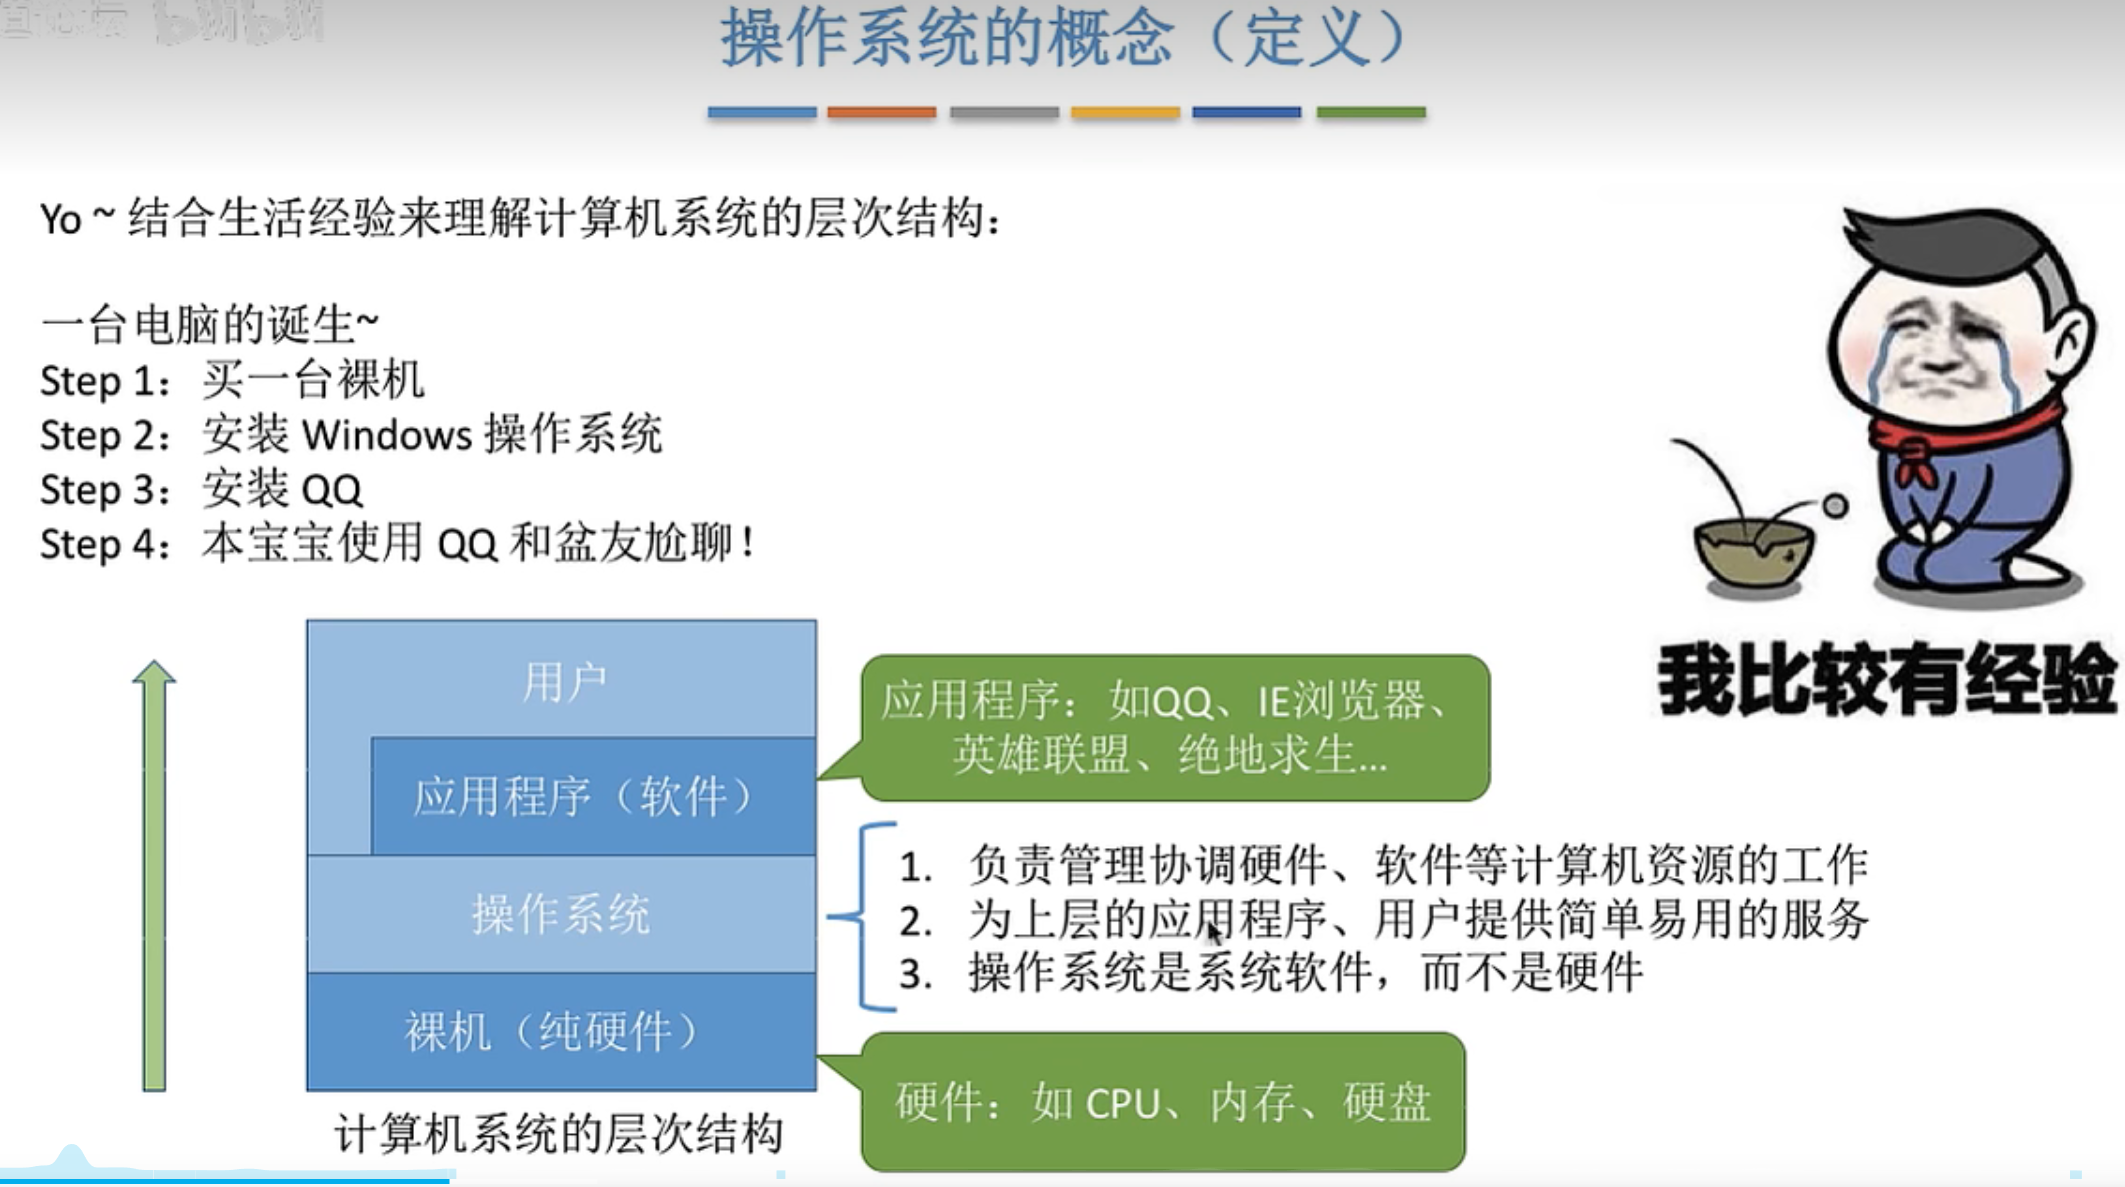 操作系统的概念（定义）
Yo ~ 结合生活经验来理解计算机系统的层次结构：
一台电脑的诞生~
Step 1：买一台裸机
Step 2：安装 Windows 操作系统
Step 3：安装 QQ
Step 4：本宝宝使用 QQ 和盆友尬聊！
我比较有经验
用户
应用程序（软件）
操作系统
裸机（纯硬件）
计算机系统的层次结构
应用程序：如QQ、IE浏览器、
英雄联盟、绝地求生...
1. 负责管理协调硬件、软件等计算机资源的工作
2. 为上层的应用程序、用户提供简单易用的服务
3. 操作系统是系统软件，而不是硬件
硬件：如 CPU、内存、硬盘